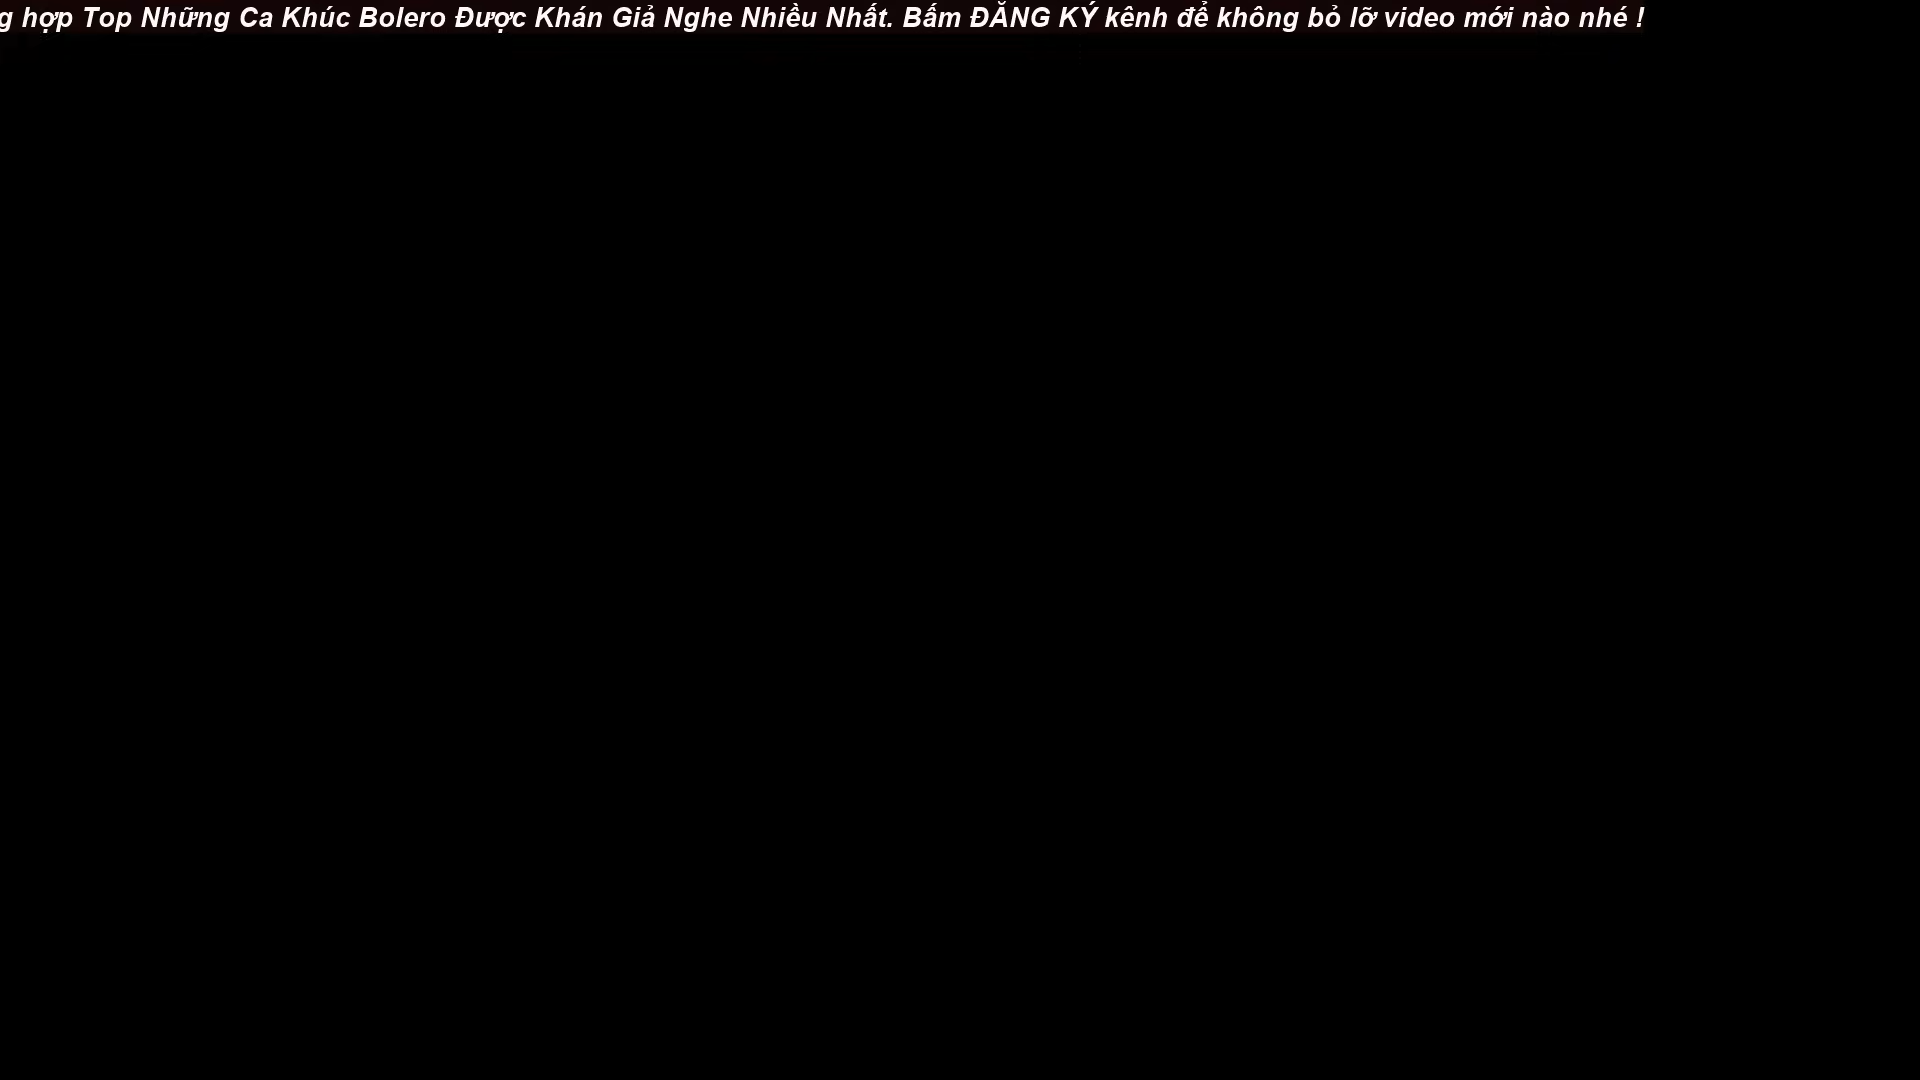 g hợp Top Những Ca Khúc Bolero Được Khán Giả Nghe Nhiều Nhất. Bấm ĐĂNG KÝ kênh để không bỏ lỡ video mới nào nhé !